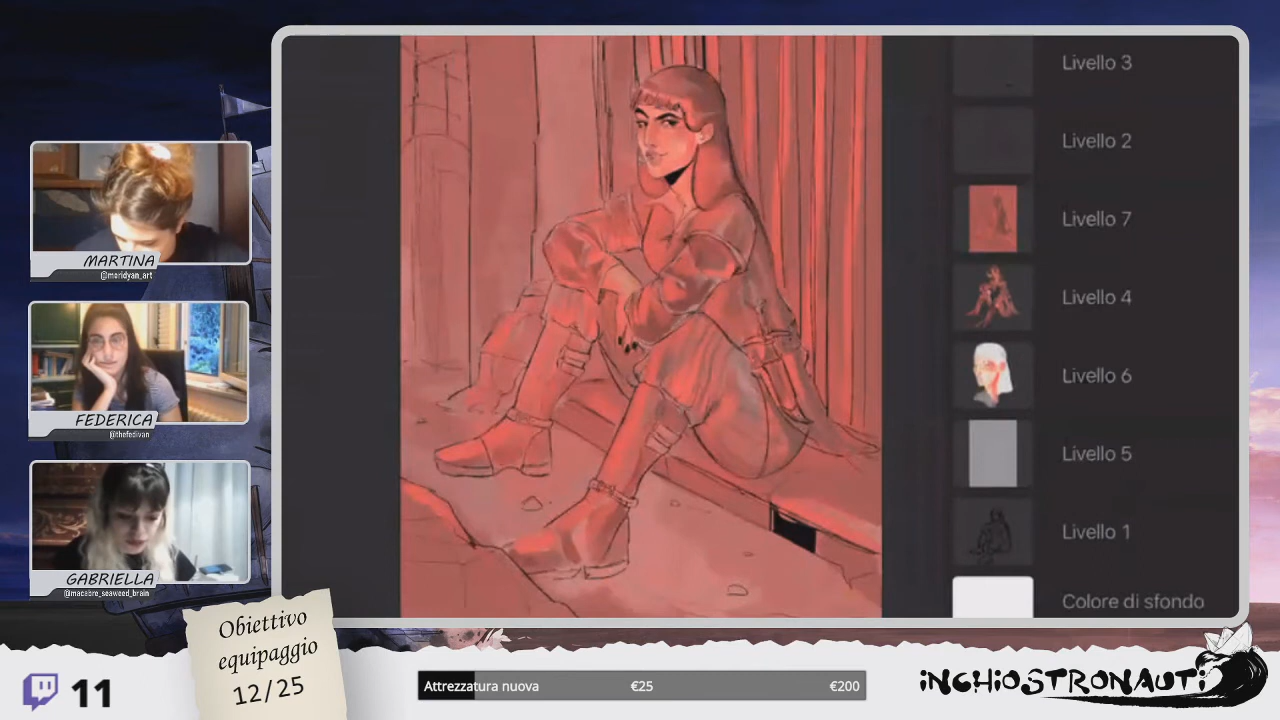 Livello 3
Livello 2
Livello 7
Livello 4
Livello 6
Livello 5
Livello 1
Colore di sfondo
MARTINA
@meridyan_art
FEDERICA
@thefedivan
GABRIELLA
@macabre_seaweed_brain
Obiettivo
equipaggio
12/25
11
Attrezzatura nuova €25 €200
iNCHiOSTRONAUTi